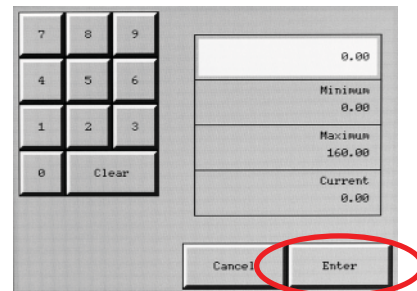 7 8 9
4 5 6
1 2 3
0 Clear
0.00
Minimum
0.00
Maximum
160.00
Current
0.00
Cancel Enter